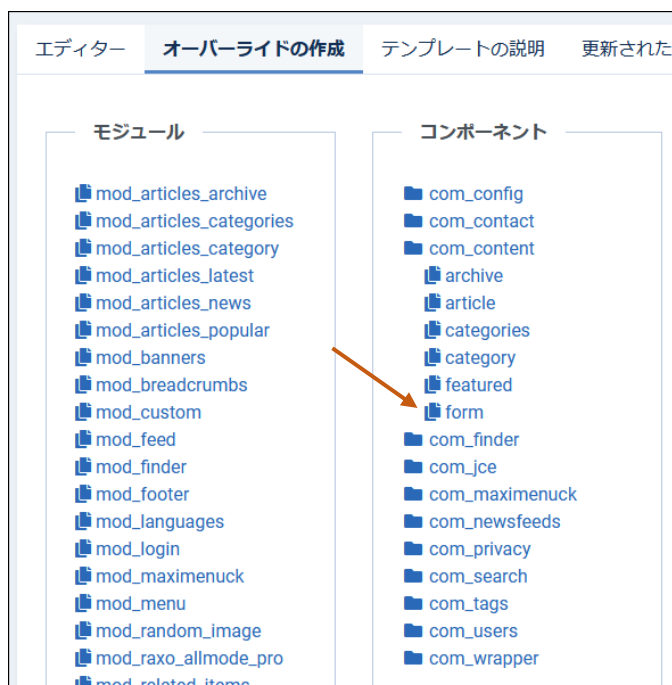 エディター オーバーライドの作成 テンプレートの説明 更新された
モジュール
mod_articles_archive
mod_articles_categories
mod_articles_category
mod_articles_latest
mod_articles_news
mod_articles_popular
mod_banners
mod_breadcrumbs
mod_custom
mod_feed
mod_finder
mod_footer
mod_languages
mod_login
mod_maximenuck
mod_menu
mod_random_image
mod_raxo_allmode_pro
mod_related_items
コンポーネント
com_config
com_contact
com_content
archive
article
categories
category
featured
form
com_finder
com_jce
com_maximenuck
com_newsfeeds
com_privacy
com_search
com_tags
com_users
com_wrapper